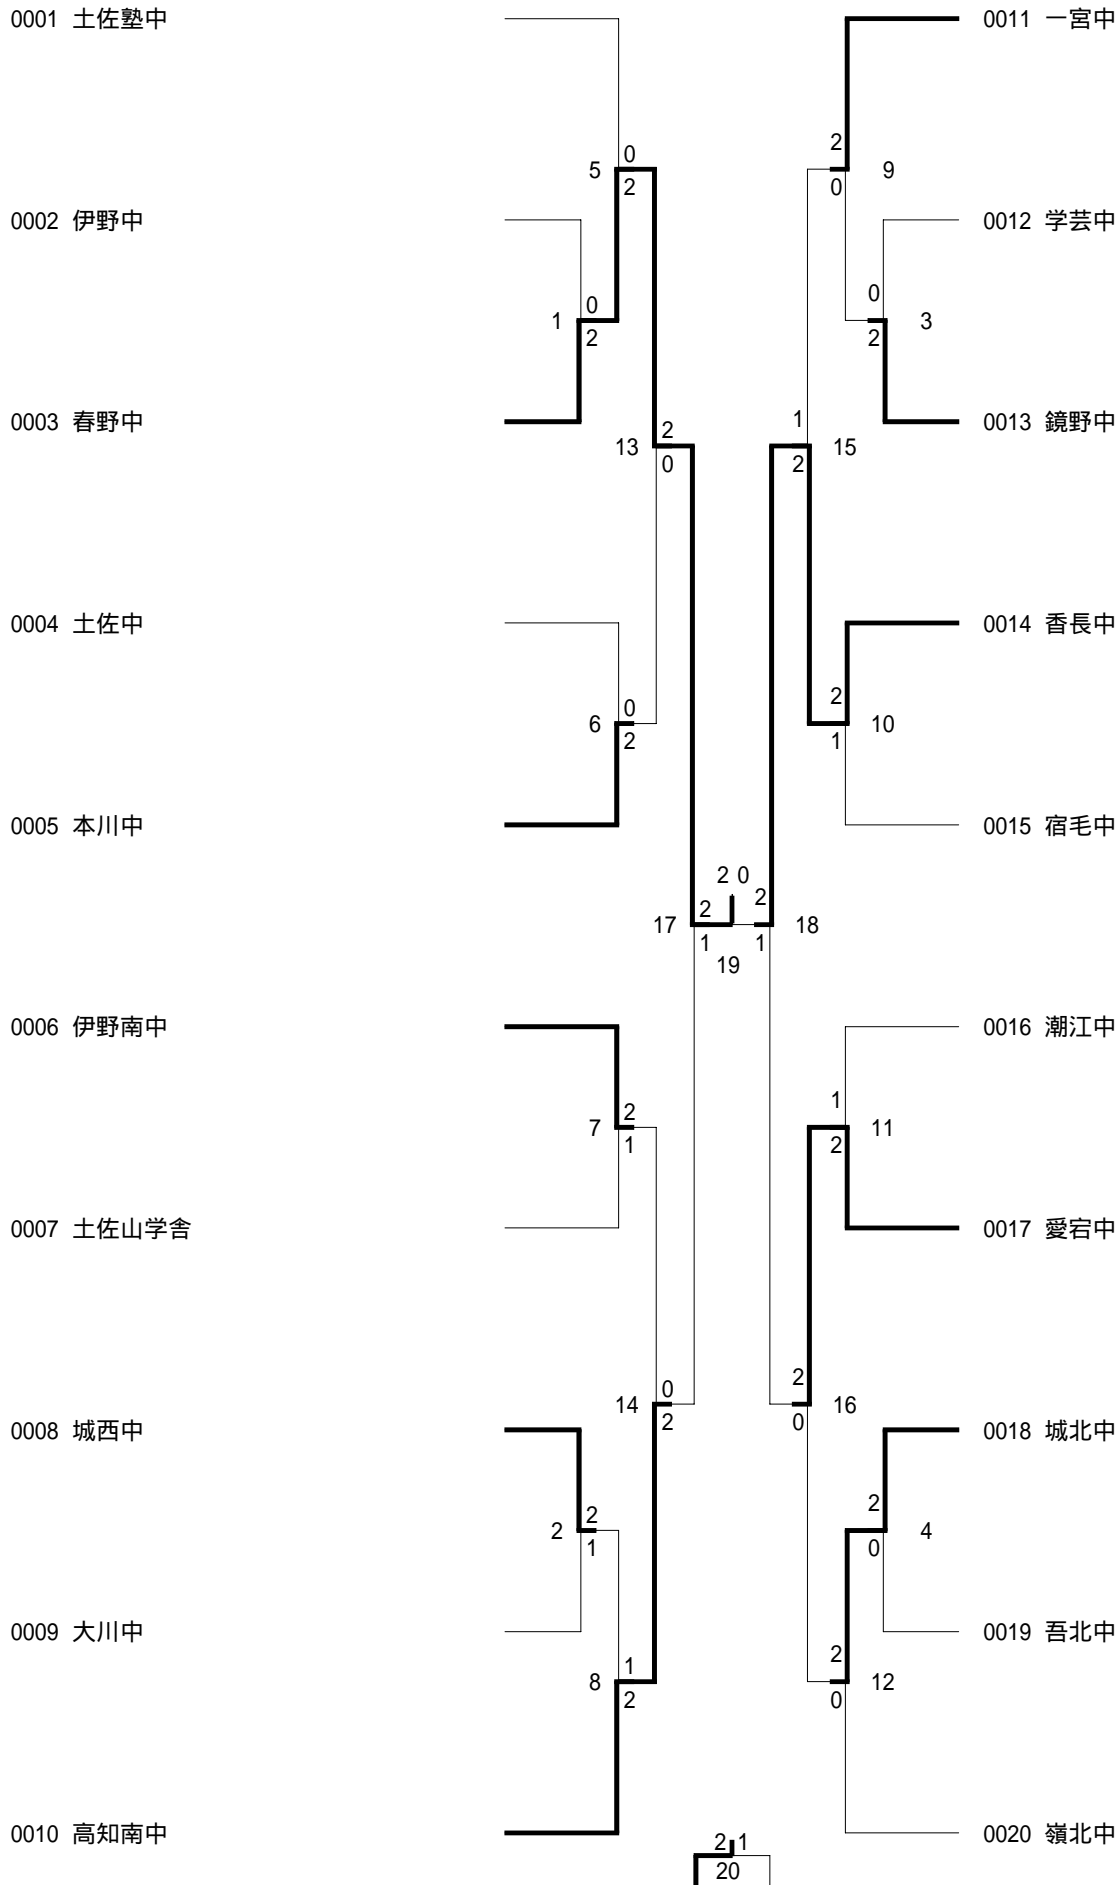 0001 土佐塾中
0011 一宮中
2
0
5
9
2
0
0002 伊野中
0012 学芸中
0
0
1
3
2
2
0003 春野中
0013 鏡野中
2
1
13
15
0
2
0004 土佐中
0014 香長中
0
2
6
10
2
1
0005 本川中
0015 宿毛中
2 0
2
2
17
18
1
1
19
0006 伊野南中
0016 潮江中
2
1
7
11
1
2
0007 土佐山学舎
0017 愛宕中
0
2
14
16
2
0
0008 城西中
0018 城北中
2
2
2
4
1
0
0009 大川中
0019 吾北中
1
2
8
12
2
0
0010 高知南中
0020 嶺北中
2 1
20